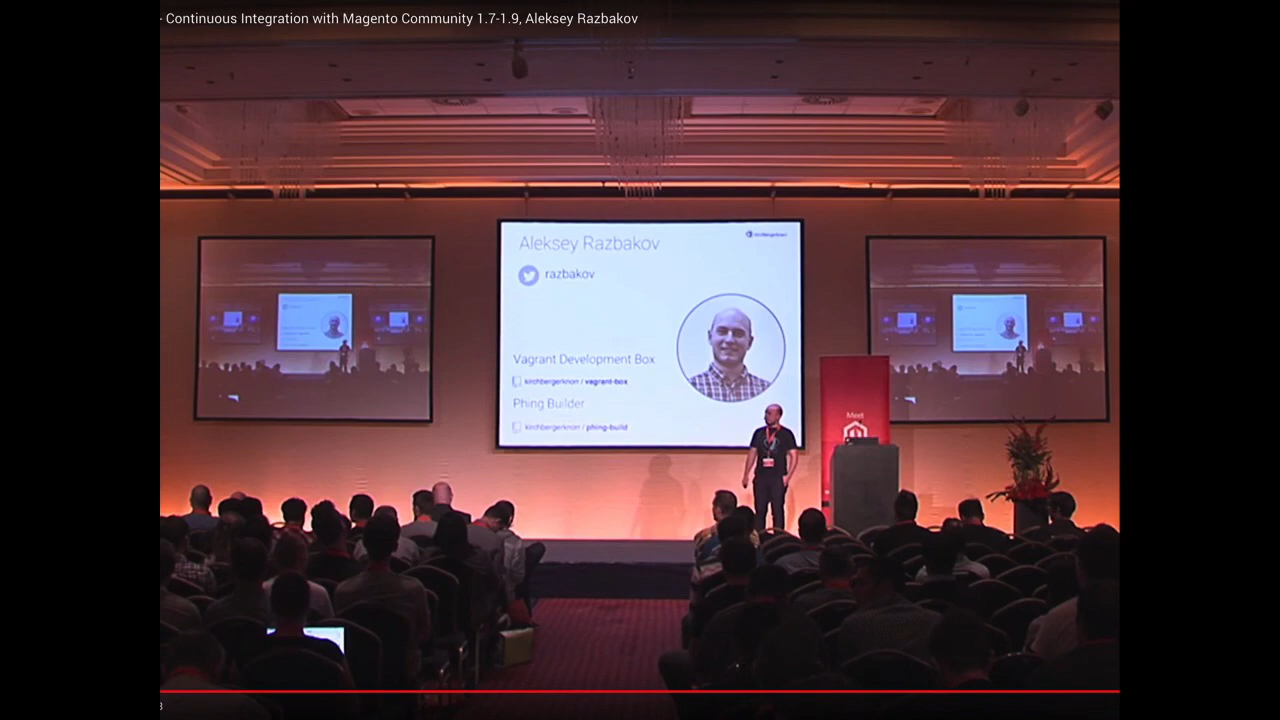 - Continuous Integration with Magento Community 1.7-1.9, Aleksey Razbakov
Aleksey Razbakov
razbakov
Vagrant Development Box
kirchbergerknorr / vagrant-box
Phing Builder
kirchbergerknorr / phing-build
Meet
3